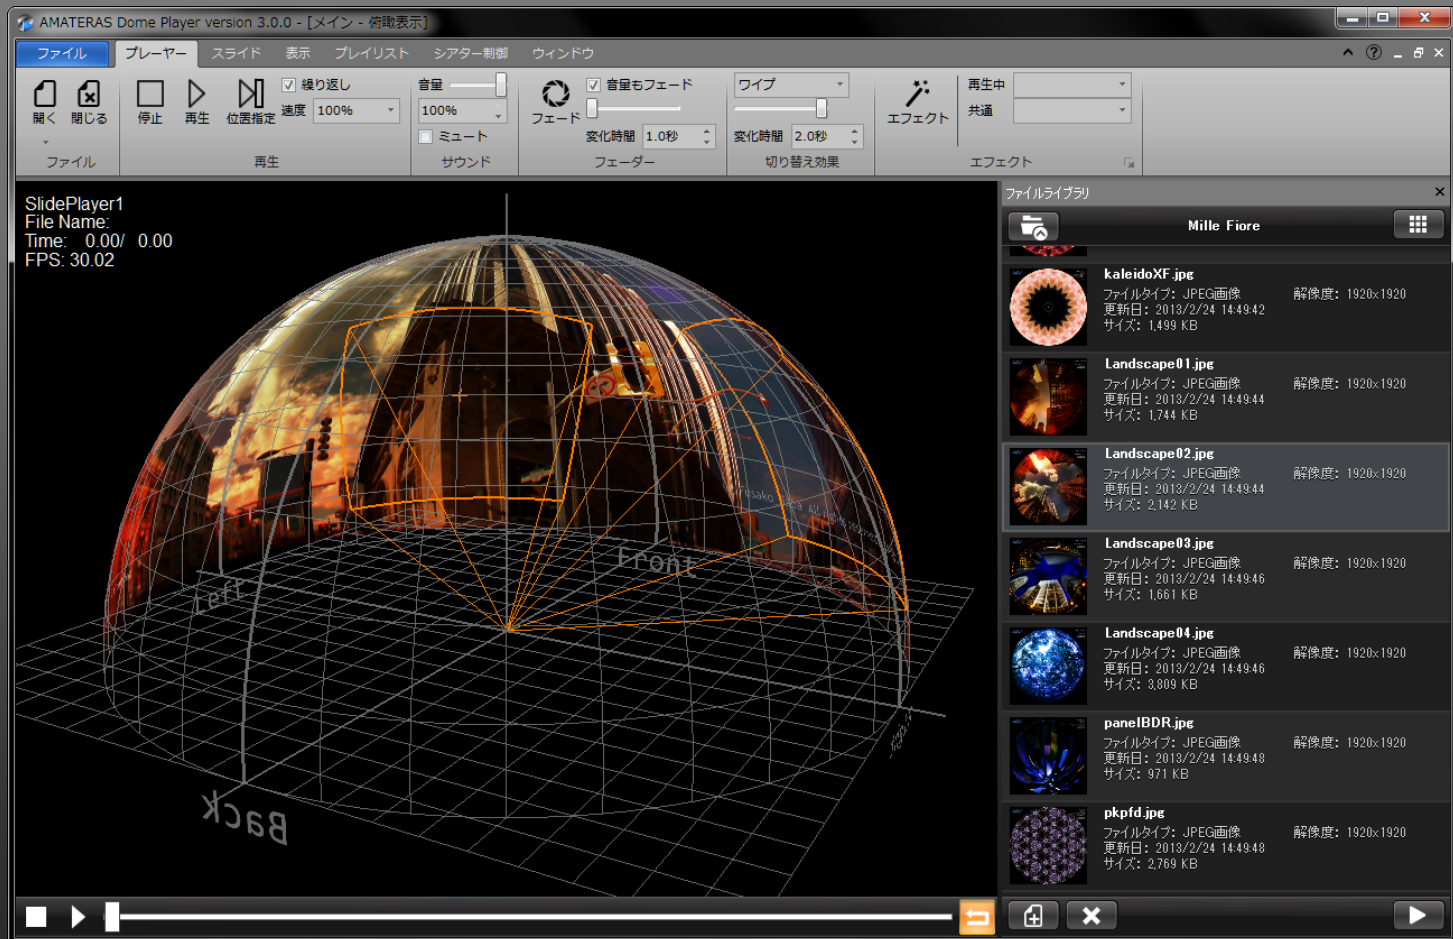 AMATERAS Dome Player version 3.0.0 - [メイン - 俯瞰表示]
ファイル プレーヤー スライド 表示 プレイリスト シアター制御 ウィンドウ
開く 閉じる
ファイル
停止 再生 位置指定
繰り返し
速度 100%
再生
音量
100%
ミュート
サウンド
フェード
音量もフェード
変化時間 1.0秒
フェーダー
ワイプ
変化時間 2.0秒
切り替え効果
エフェクト
再生中
共通
エフェクト
SlidePlayer1
File Name:
Time: 0.00/ 0.00
FPS: 30.02
Left
Front
Back
All rights reserved
ファイルライブラリ
Mille Fiore
kaleidoXF.jpg
ファイルタイプ: JPEG画像 解像度: 1920x1920
更新日: 2013/2/24 14:49:42
サイズ: 1,499 KB
Landscape01.jpg
ファイルタイプ: JPEG画像 解像度: 1920x1920
更新日: 2013/2/24 14:49:44
サイズ: 1,744 KB
Landscape02.jpg
ファイルタイプ: JPEG画像 解像度: 1920x1920
更新日: 2013/2/24 14:49:44
サイズ: 2,142 KB
Landscape03.jpg
ファイルタイプ: JPEG画像 解像度: 1920x1920
更新日: 2013/2/24 14:49:46
サイズ: 1,661 KB
Landscape04.jpg
ファイルタイプ: JPEG画像 解像度: 1920x1920
更新日: 2013/2/24 14:49:46
サイズ: 3,809 KB
panelBDR.jpg
ファイルタイプ: JPEG画像 解像度: 1920x1920
更新日: 2013/2/24 14:49:48
サイズ: 971 KB
pkpfd.jpg
ファイルタイプ: JPEG画像 解像度: 1920x1920
更新日: 2013/2/24 14:49:48
サイズ: 2,769 KB